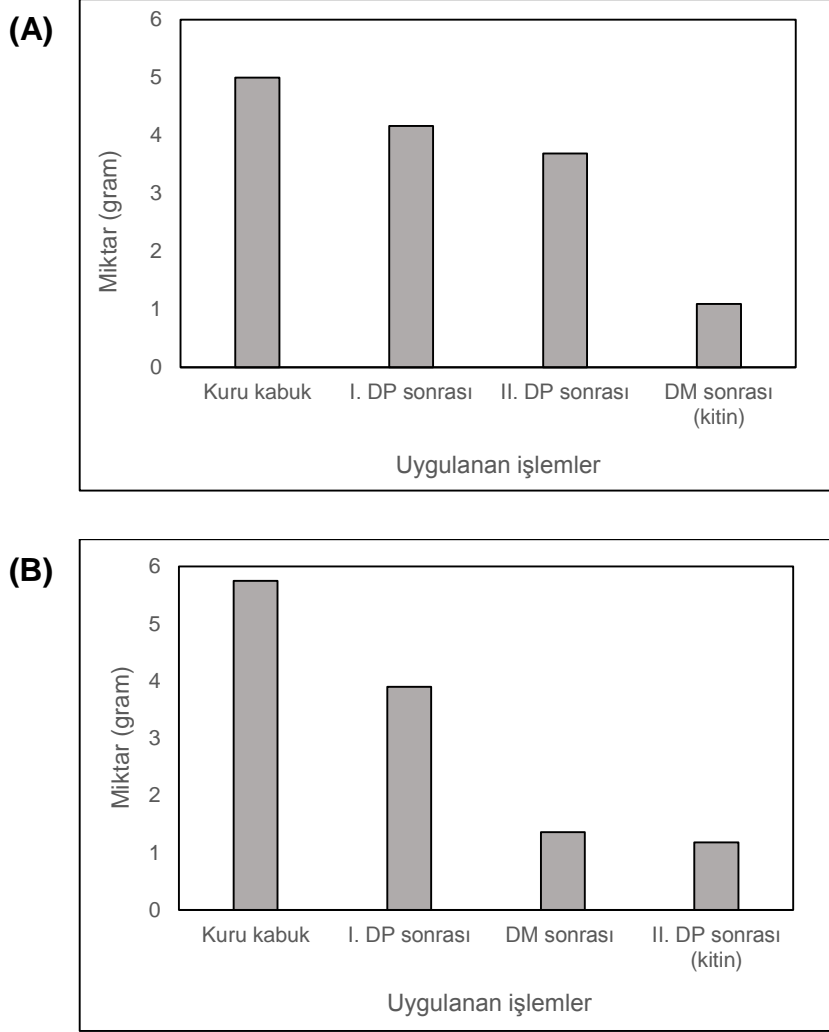 (A)
Miktar (gram)
6
5
4
3
2
1
0
Kuru kabuk
I. DP sonrası
II. DP sonrası
DM sonrası
(kitin)
Uygulanan işlemler
(B)
Miktar (gram)
6
5
4
3
2
1
0
Kuru kabuk
I. DP sonrası
DM sonrası
II. DP sonrası
(kitin)
Uygulanan işlemler